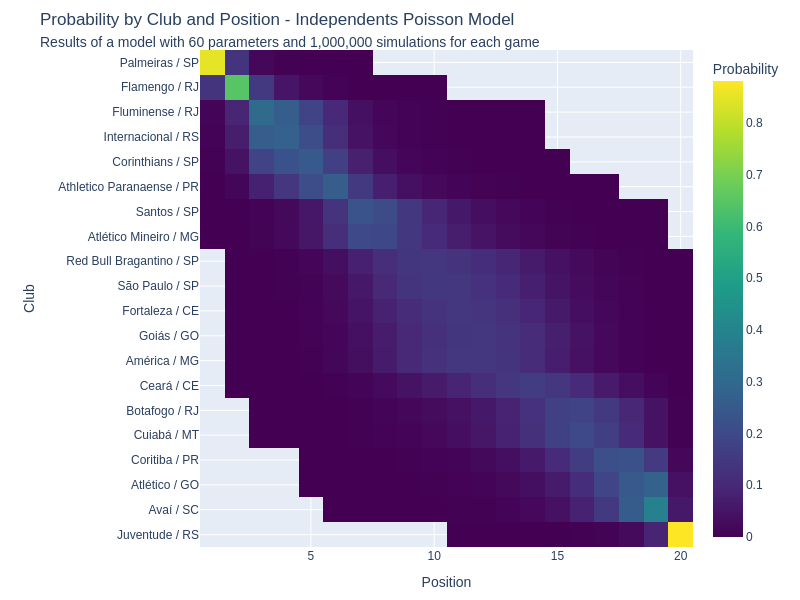 Probability by Club and Position - Independents Poisson Model
Results of a model with 60 parameters and 1,000,000 simulations for each game
Probability
Palmeiras / SP
Flamengo / RJ
Fluminense / RJ
Internacional / RS
Corinthians / SP
Athletico Paranaense / PR
Santos / SP
Atlético Mineiro / MG
Red Bull Bragantino / SP
São Paulo / SP
Fortaleza / CE
Goiás / GO
América / MG
Ceará / CE
Botafogo / RJ
Cuiabá / MT
Coritiba / PR
Atlético / GO
Avaí / SC
Juventude / RS
Club
5
10
15
20
Position
0.8
0.7
0.6
0.5
0.4
0.3
0.2
0.1
0